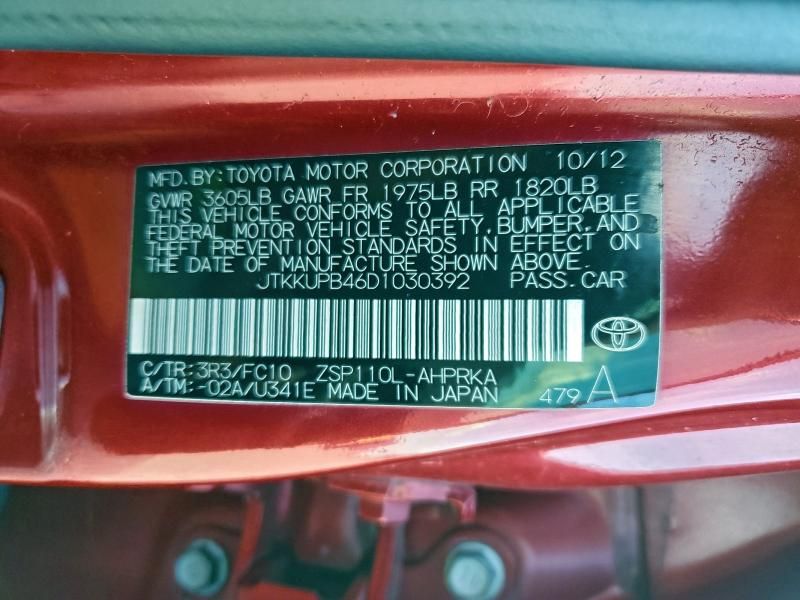 MFD.BY:TOYOTA MOTOR CORPORATION 10/12
GVWR 3605LB GAWR FR 1975LB RR 1820LB
THIS VEHICLE CONFORMS TO ALL APPLICABLE
FEDERAL MOTOR VEHICLE SAFETY, BUMPER, AND
THEFT PREVENTION STANDARDS IN EFFECT ON
THE DATE OF MANUFACTURE SHOWN ABOVE.
JTKKUPB46D1030392 PASS.CAR
C/TR:3R3/FC10 ZSP110L-AHPRKA
A/TM:-02A/U341E MADE IN JAPAN 479 A